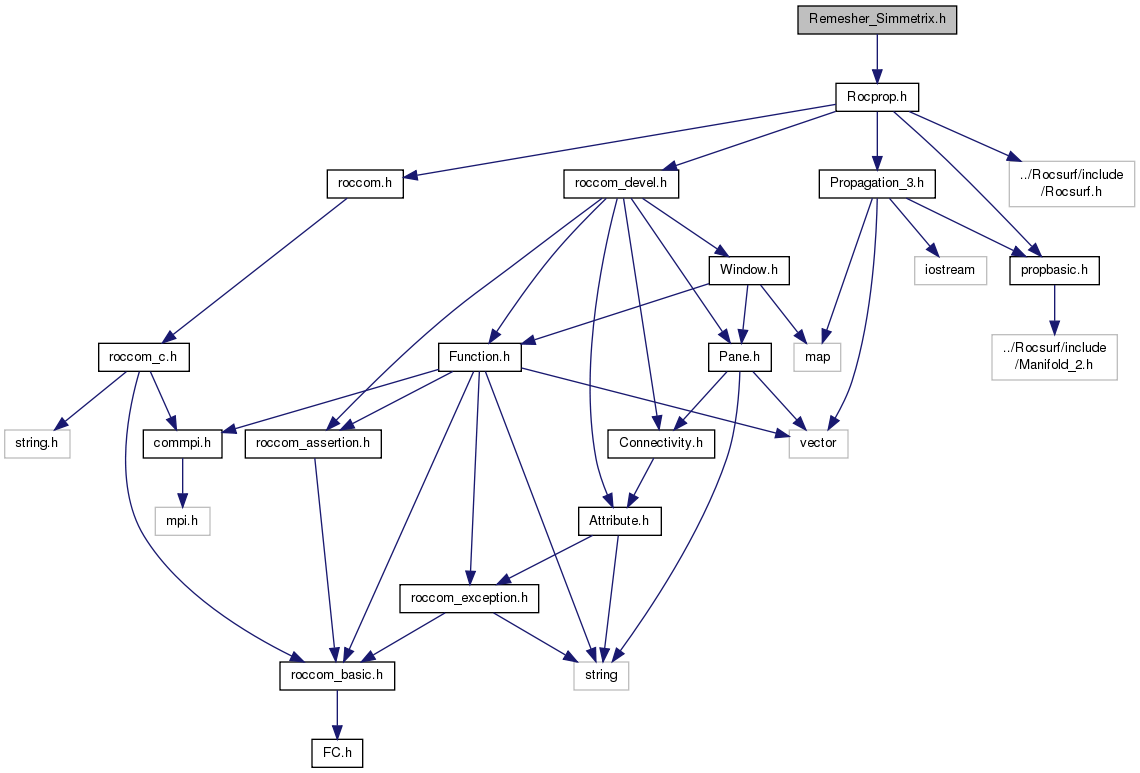 Remesher_Simmetrix.h
Rocprop.h
roccom.h
roccom_devel.h
Propagation_3.h
../Rocsurf/include
/Rocsurf.h
Window.h
iostream
propbasic.h
roccom_c.h
Function.h
Pane.h
map
../Rocsurf/include
/Manifold_2.h
string.h
commpi.h
roccom_assertion.h
Connectivity.h
vector
mpi.h
Attribute.h
roccom_exception.h
roccom_basic.h
string
FC.h